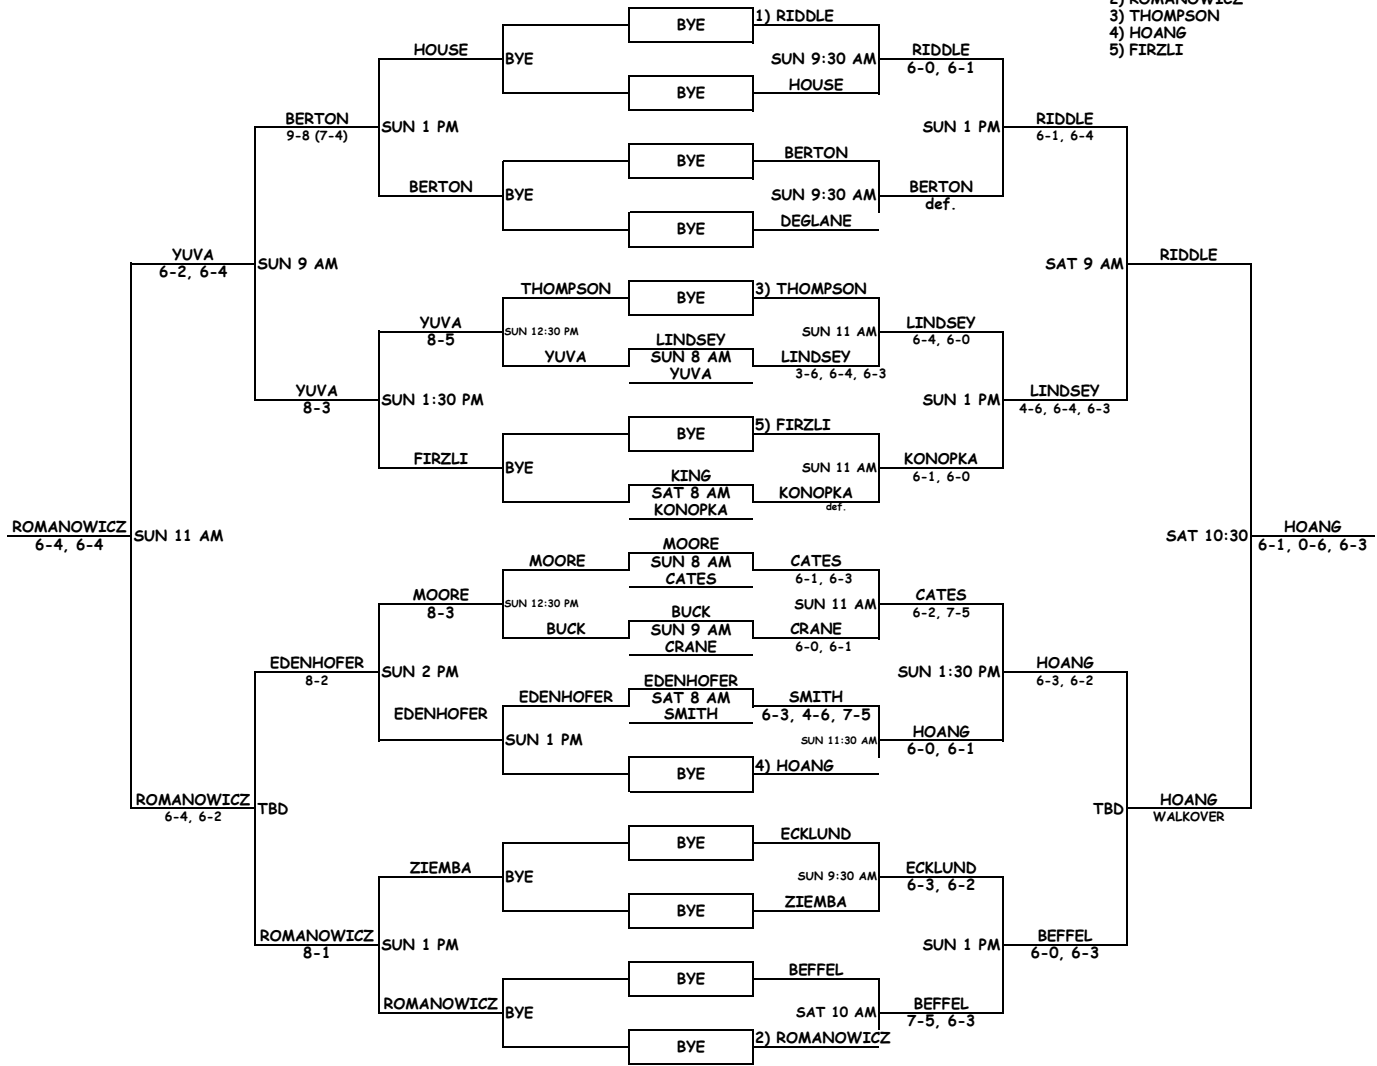 2) ROMANOWICZ
3) THOMPSON
4) HOANG
5) FIRZLI
BYE
1) RIDDLE
HOUSE
BYE
SUN 9:30 AM
RIDDLE
6-0, 6-1
BYE
HOUSE
BERTON
9-8 (7-4)
SUN 1 PM
SUN 1 PM
RIDDLE
6-1, 6-4
BYE
BERTON
BERTON
BYE
SUN 9:30 AM
BERTON
def.
BYE
DEGLANE
YUVA
6-2, 6-4
SUN 9 AM
SAT 9 AM
RIDDLE
THOMPSON
BYE
3) THOMPSON
YUVA
8-5
SUN 12:30 PM
SUN 11 AM
LINDSEY
6-4, 6-0
YUVA
LINDSEY
SUN 8 AM
YUVA
LINDSEY
3-6, 6-4, 6-3
YUVA
8-3
SUN 1:30 PM
SUN 1 PM
LINDSEY
4-6, 6-4, 6-3
BYE
5) FIRZLI
FIRZLI
BYE
SUN 11 AM
KONOPKA
6-1, 6-0
KING
SAT 8 AM
KONOPKA
KONOPKA
def.
ROMANOWICZ
6-4, 6-4
SUN 11 AM
SAT 10:30
HOANG
6-1, 0-6, 6-3
MOORE
MOORE
SUN 8 AM
CATES
CATES
6-1, 6-3
MOORE
8-3
SUN 12:30 PM
SUN 11 AM
CATES
6-2, 7-5
BUCK
BUCK
SUN 9 AM
CRANE
CRANE
6-0, 6-1
EDENHOFER
8-2
SUN 2 PM
SUN 1:30 PM
HOANG
6-3, 6-2
EDENHOFER
EDENHOFER
SAT 8 AM
SMITH
SMITH
6-3, 4-6, 7-5
EDENHOFER
SUN 1 PM
SUN 11:30 AM
HOANG
6-0, 6-1
BYE
4) HOANG
ROMANOWICZ
6-4, 6-2
TBD
TBD
HOANG
WALKOVER
BYE
ECKLUND
ZIEMBA
BYE
SUN 9:30 AM
ECKLUND
6-3, 6-2
BYE
ZIEMBA
ROMANOWICZ
8-1
SUN 1 PM
SUN 1 PM
BEFFEL
6-0, 6-3
BYE
BEFFEL
ROMANOWICZ
BYE
SAT 10 AM
BEFFEL
7-5, 6-3
BYE
2) ROMANOWICZ